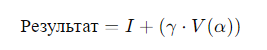 Результат = I + (γ · V(α))